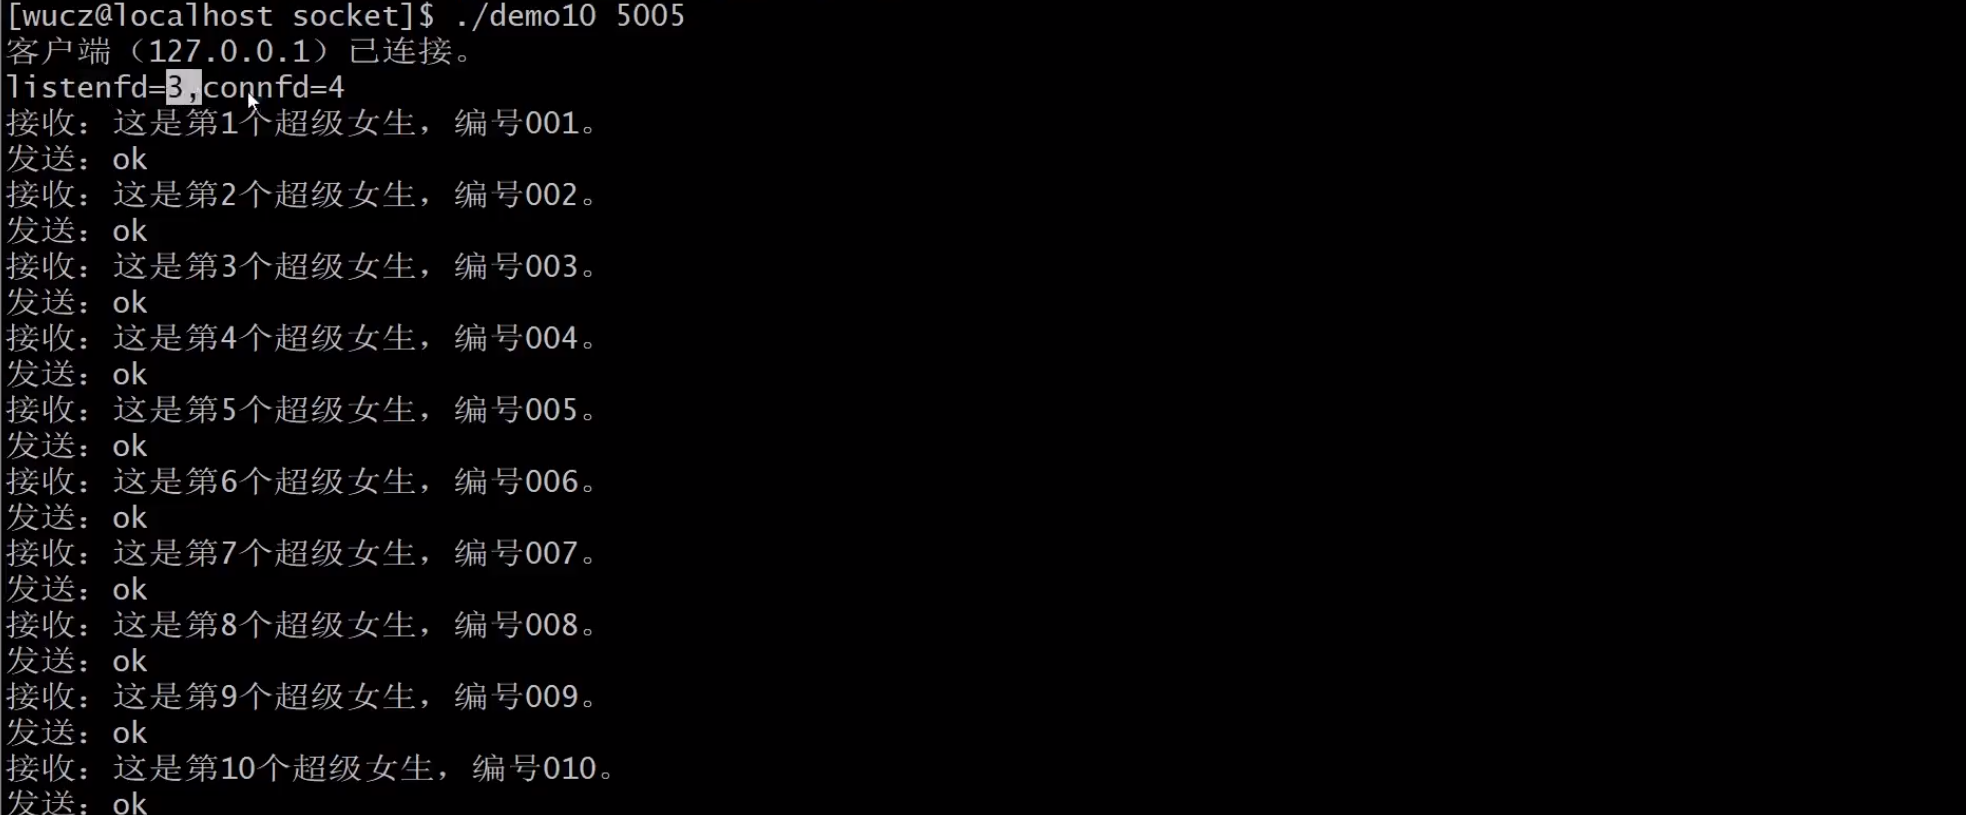 [wucz@localhost socket]$ ./demo10 5005
客户端（127.0.0.1）已连接。
listenfd=3,connfd=4
接收：这是第1个超级女生，编号001。
发送：ok
接收：这是第2个超级女生，编号002。
发送：ok
接收：这是第3个超级女生，编号003。
发送：ok
接收：这是第4个超级女生，编号004。
发送：ok
接收：这是第5个超级女生，编号005。
发送：ok
接收：这是第6个超级女生，编号006。
发送：ok
接收：这是第7个超级女生，编号007。
发送：ok
接收：这是第8个超级女生，编号008。
发送：ok
接收：这是第9个超级女生，编号009。
发送：ok
接收：这是第10个超级女生，编号010。
发送：ok